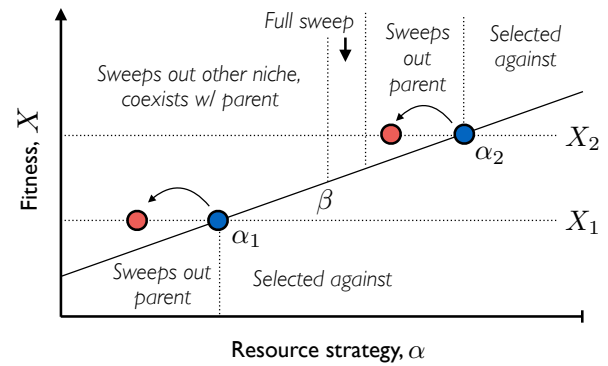 Full sweep
Sweeps out other niche,
coexists w/ parent
Sweeps
out
parent
Selected
against
Fitness, X
X₂
α₂
β
X₁
α₁
Sweeps out
parent
Selected against
Resource strategy, α